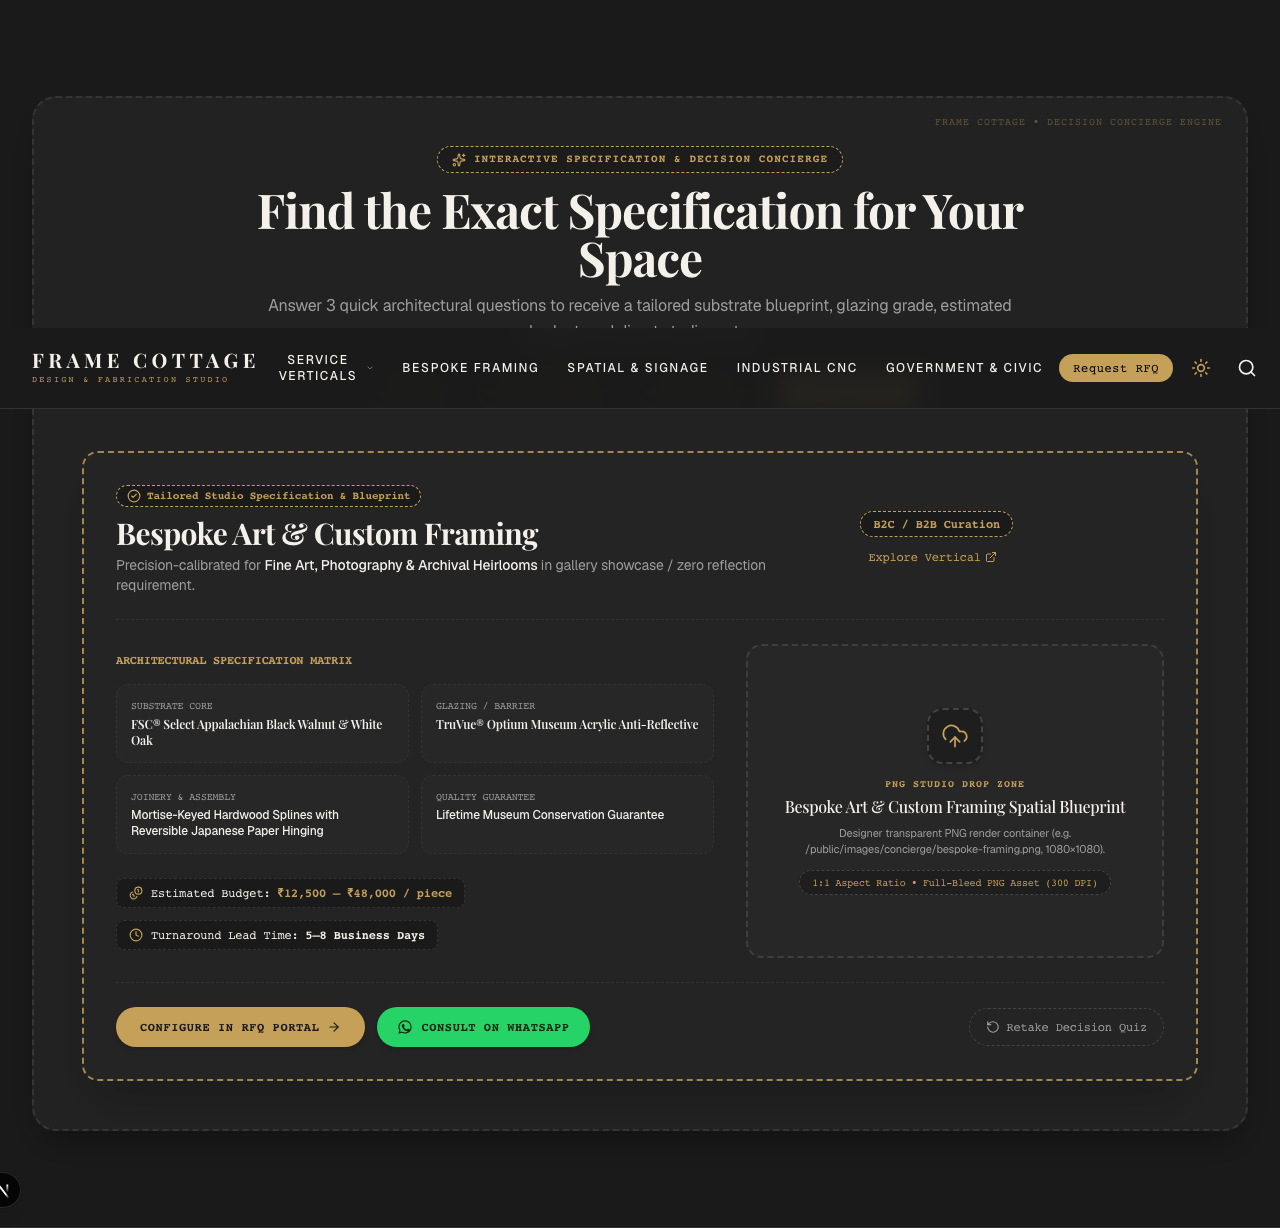 FRAME COTTAGE • DECISION CONCIERGE ENGINE
INTERACTIVE SPECIFICATION & DECISION CONCIERGE
Find the Exact Specification for Your
Space
Answer 3 quick architectural questions to receive a tailored substrate blueprint, glazing grade, estimated
FRAME COTTAGE
DESIGN & FABRICATION STUDIO
SERVICE
VERTICALS
BESPOKE FRAMING
SPATIAL & SIGNAGE
INDUSTRIAL CNC
GOVERNMENT & CIVIC
Request RFQ
Tailored Studio Specification & Blueprint
Bespoke Art & Custom Framing
Precision-calibrated for Fine Art, Photography & Archival Heirlooms in gallery showcase / zero reflection
requirement.
B2C / B2B Curation
Explore Vertical
ARCHITECTURAL SPECIFICATION MATRIX
SUBSTRATE CORE
FSC® Select Appalachian Black Walnut & White
Oak
GLAZING / BARRIER
TruVue® Optium Museum Acrylic Anti-Reflective
JOINERY & ASSEMBLY
Mortise-Keyed Hardwood Splines with
Reversible Japanese Paper Hinging
QUALITY GUARANTEE
Lifetime Museum Conservation Guarantee
Estimated Budget: ₹12,500 — ₹48,000 / piece
Turnaround Lead Time: 5–8 Business Days
PNG STUDIO DROP ZONE
Bespoke Art & Custom Framing Spatial Blueprint
Designer transparent PNG render container (e.g.
/public/images/concierge/bespoke-framing.png, 1080×1080).
1:1 Aspect Ratio • Full-Bleed PNG Asset (300 DPI)
CONFIGURE IN RFQ PORTAL
CONSULT ON WHATSAPP
Retake Decision Quiz